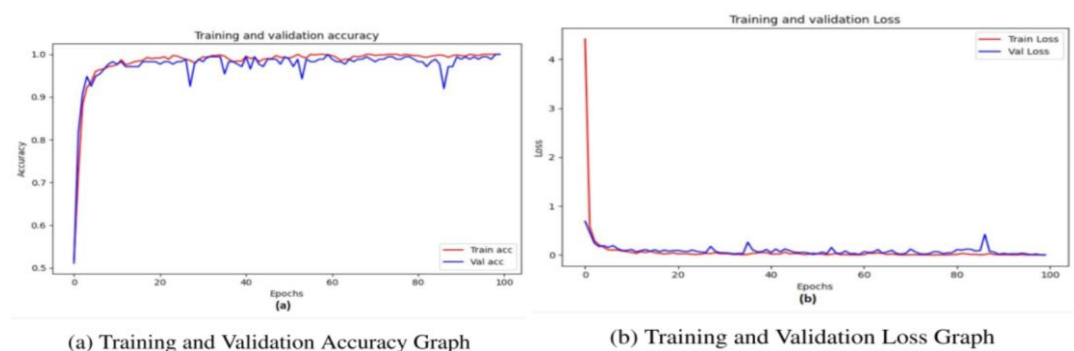 Training and validation accuracy
1.0
0.9
0.8
0.7
0.6
0.5
Accuracy
Train acc
Val acc
0 20 40 60 80 100
Epochs
(a)
(a) Training and Validation Accuracy Graph
Training and validation Loss
Train Loss
Val Loss
4
3
2
1
0
Loss
0 20 40 60 80 100
Epochs
(b)
(b) Training and Validation Loss Graph